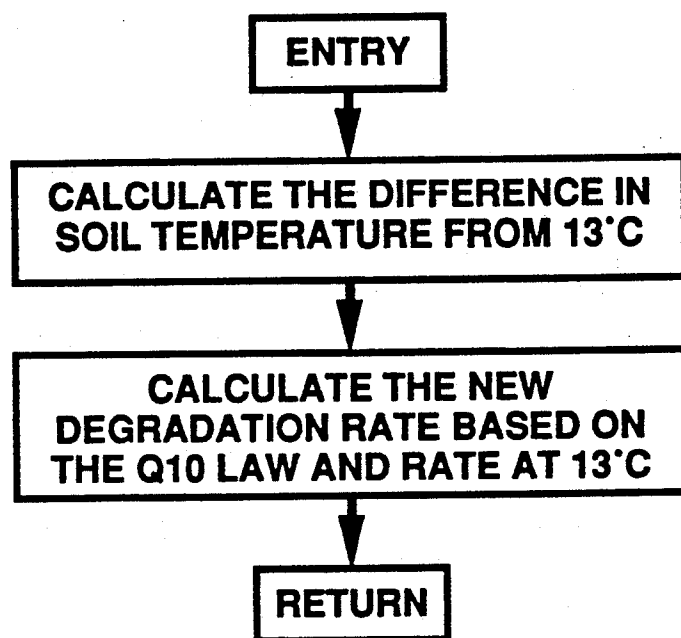 ENTRY
CALCULATE THE DIFFERENCE IN
SOIL TEMPERATURE FROM 13°C
CALCULATE THE NEW
DEGRADATION RATE BASED ON
THE Q10 LAW AND RATE AT 13°C
RETURN